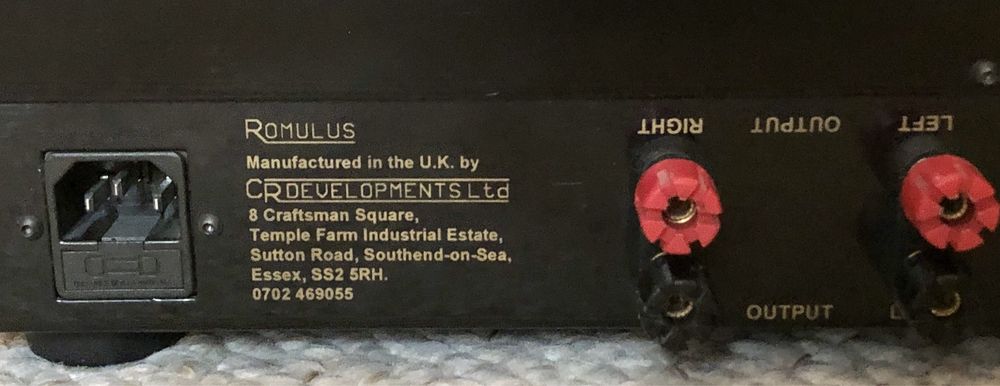 ROMULUS
Manufactured in the U.K. by
CR DEVELOPMENTS Ltd
8 Craftsman Square,
Temple Farm Industrial Estate,
Sutton Road, Southend-on-Sea,
Essex, SS2 5RH.
0702 469055
RIGHT OUTPUT LEFT
OUTPUT